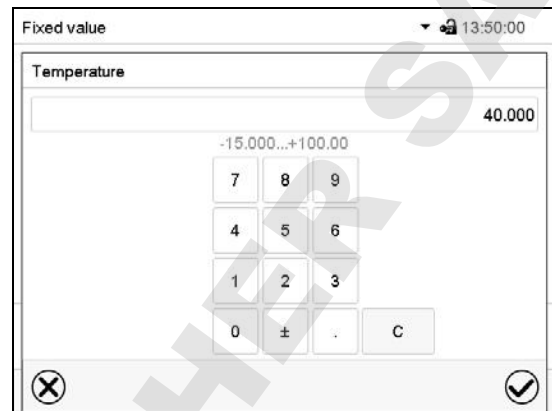 Fixed value 13:50:00
Temperature
40.000
-15.000...+100.00
7 8 9
4 5 6
1 2 3
0 ± . C